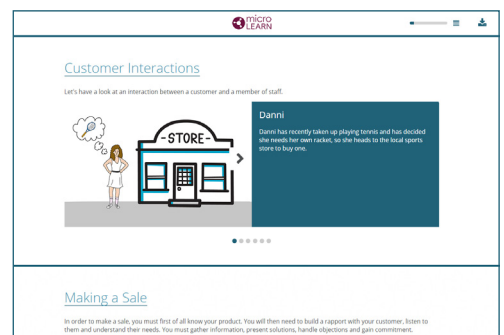 micro
LEARN
Customer Interactions
Let's have a look at an interaction between a customer and a member of staff.
-STORE-
Danni
Danni has recently taken up playing tennis and has decided
she needs her own racket, so she heads to the local sports
store to buy one.
Making a Sale
In order to make a sale, you must first of all know your product. You will then need to build a rapport with your customer, listen to
them and understand their needs. You must gather information, present solutions, handle objections and gain commitment.